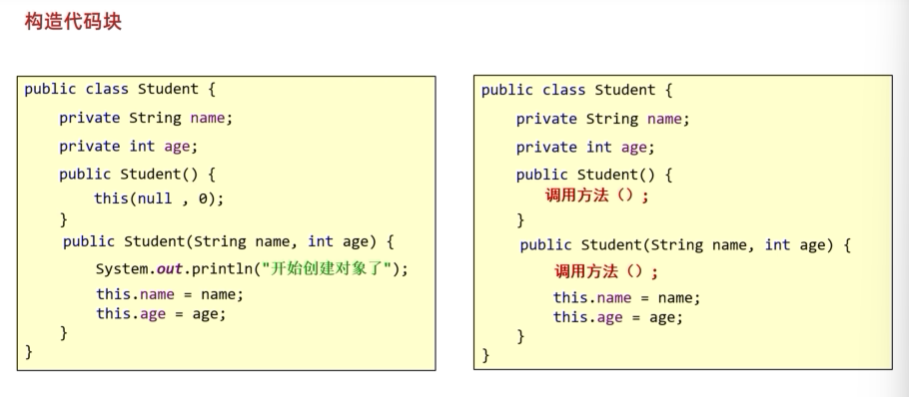 构造代码块
public class Student {
private String name;
private int age;
public Student() {
this(null , 0);
}
public Student(String name, int age) {
System.out.println("开始创建对象了");
this.name = name;
this.age = age;
}
}
public class Student {
private String name;
private int age;
public Student() {
调用方法（）；
}
public Student(String name, int age) {
调用方法（）；
this.name = name;
this.age = age;
}
}